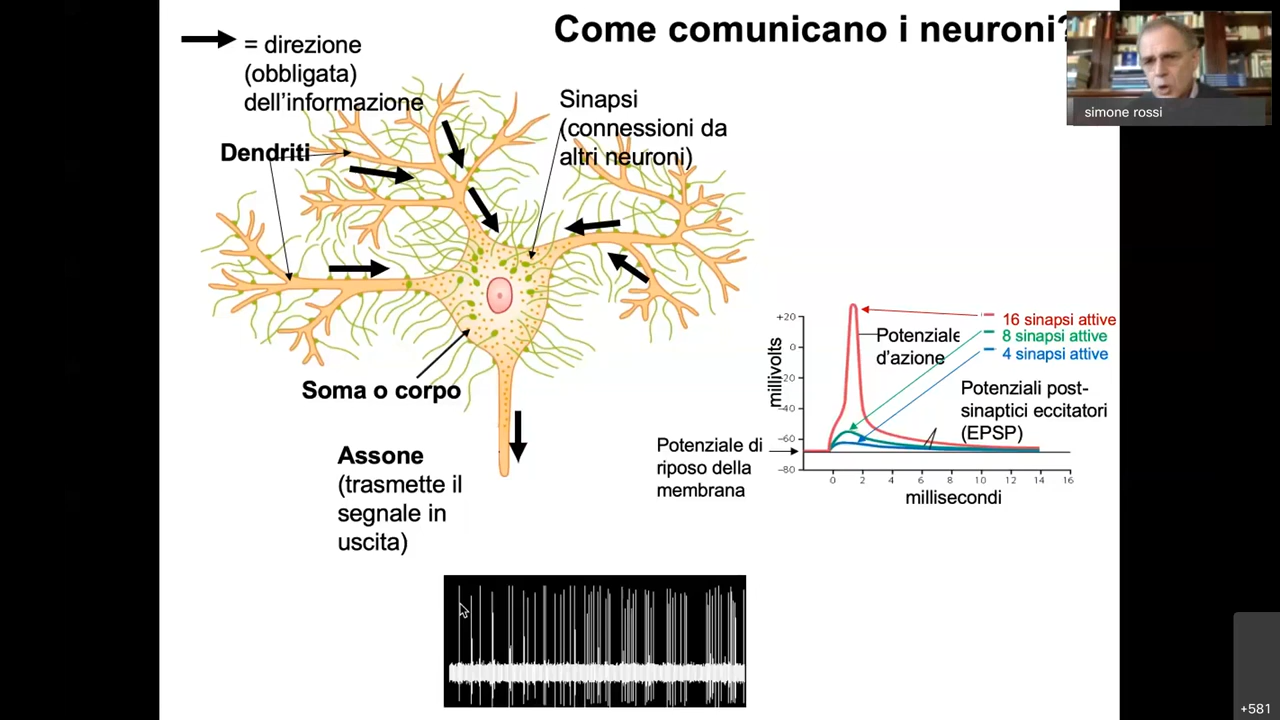 Come comunicano i neuroni?
= direzione
(obbligata)
dell'informazione
Dendriti
Sinapsi
(connessioni da
altri neuroni)
simone rossi
Soma o corpo
Assone
(trasmette il
segnale in
uscita)
16 sinapsi attive
8 sinapsi attive
4 sinapsi attive
Potenziale
d'azione
Potenziali post-
sinaptici eccitatori
(EPSP)
Potenziale di
riposo della
membrana
millivolts
+20
0
−20
−40
−60
−80
0 2 4 6 8 10 12 14 16
millisecondi
+581